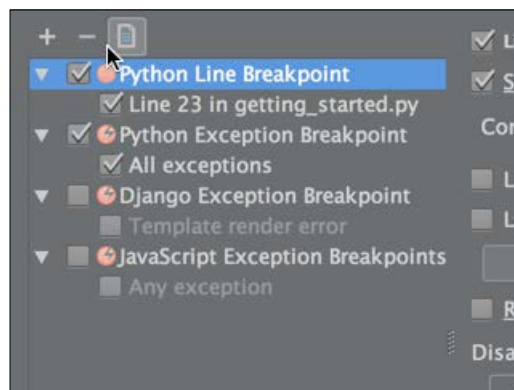 + −
Python Line Breakpoint
Line 23 in getting_started.py
Python Exception Breakpoint
All exceptions
Django Exception Breakpoint
Template render error
JavaScript Exception Breakpoints
Any exception
L
S
Con
L
L
R
Disa